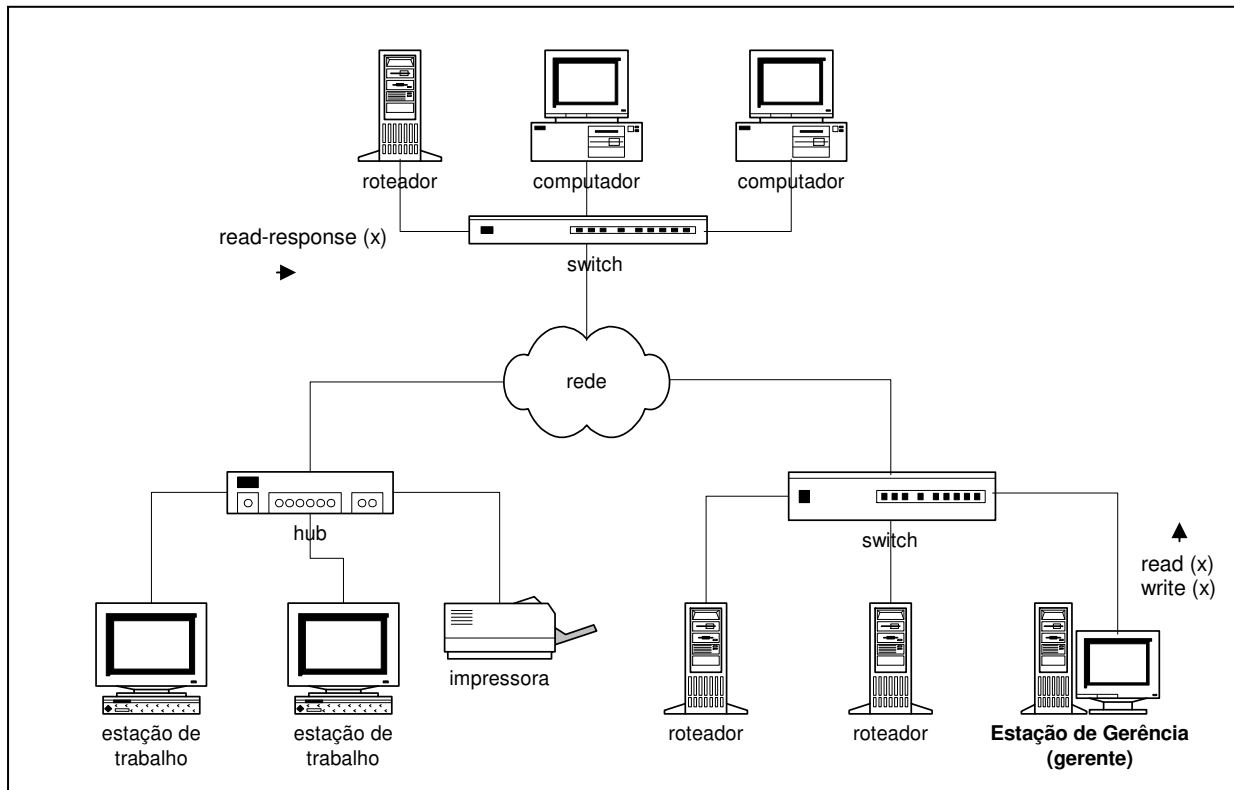 roteador
computador
computador
read-response (x)
switch
rede
hub
switch
read (x)
write (x)
impressora
estação de
trabalho
estação de
trabalho
roteador
roteador
Estação de Gerência
(gerente)